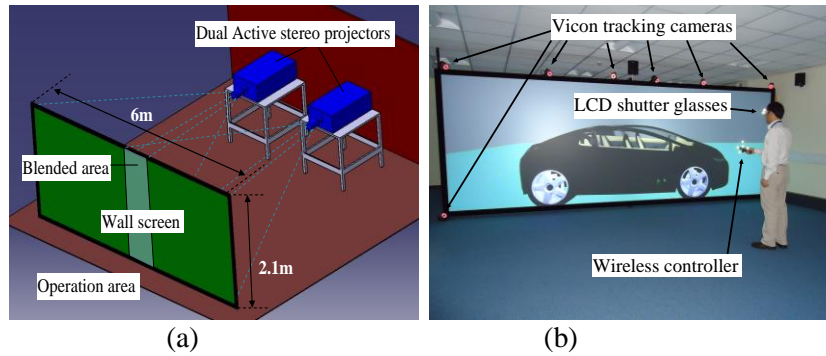 Dual Active stereo projectors
6m
Blended area
Wall screen
2.1m
Operation area
(a)
Vicon tracking cameras
LCD shutter glasses
Wireless controller
(b)